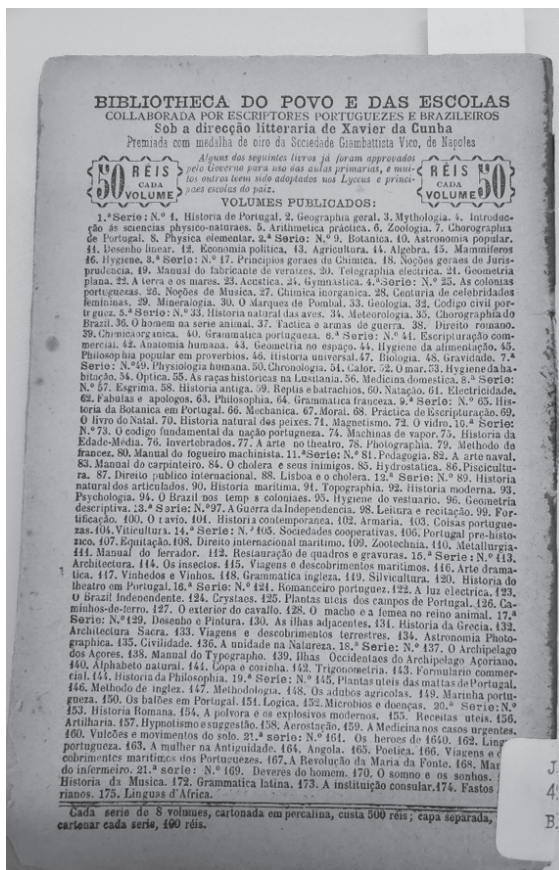 BIBLIOTHECA DO POVO E DAS ESCOLAS
COLLABORADA POR ESCRIPTORES PORTUGUEZES E BRAZILEIROS
Sob a direcção litteraria de Xavier da Cunha
Premiada com medalha de oiro da Sociedade Giambattista Vico, de Napoles
50 RÉIS CADA VOLUME
Alguns dos seguintes livros já foram approvados
pelo Governo para uso das aulas primarias, e mui-
tos outros teem sido adoptados nos Lyceus e princi-
paes escolas do paiz.
RÉIS CADA VOLUME 50
VOLUMES PUBLICADOS:
1.ª Serie: N.º 1. Historia de Portugal. 2. Geographia geral. 3. Mythologia. 4. Introduc-
ção ás sciencias physico-naturaes. 5. Arithmetica práctica. 6. Zoologia. 7. Chorographia
de Portugal. 8. Physica elementar. 2.ª Serie: N.º 9. Botanica. 10. Astronomia popular.
11. Desenho linear. 12. Economia politica. 13. Agricultura. 14. Algebra. 15. Mammiferos
16. Hygiene. 3.ª Serie: N.º 17. Principios geraes de Chimica. 18. Noções geraes de Juris-
prudencia. 19. Manual do fabricante de vernizes. 20. Telegraphia electrica. 21. Geometria
plana. 22. A terra e os mares. 23. Acustica. 24. Gymnastica. 4.ª Serie: N.º 25. As colonias
portuguezas. 26. Noções de Musica. 27. Chimica inorganica. 28. Centuria de celebridades
femininas. 29. Mineralogia. 30. O Marquez de Pombal. 31. Geologia. 32. Codigo civil por-
tuguez. 5.ª Serie: N.º 33. Historia natural das aves. 34. Meteorologia. 35. Chorographia do
Brazil. 36. O homem na serie animal. 37. Tactica e armas de guerra. 38. Direito romano.
39. Chimica organica. 40. Grammatica portugueza. 6.ª Serie: N.º 41. Escripturação com-
mercial. 42. Anatomia humana. 43. Geometria no espaço. 44. Hygiene da alimentação. 45.
Philosophia popular em proverbios. 46. Historia universal. 47. Biologia. 48. Gravidade. 7.ª
Serie: N.º 49. Physiologia humana. 50. Chronologia. 51. Calor. 52. O mar. 53. Hygiene da ha-
bitação. 54. Optica. 55. As raças historicas na Lusitania. 56. Medicina domestica. 8.ª Serie:
N.º 57. Esgrima. 58. Historia antiga. 59. Reptis e batrachios. 60. Natação. 61. Electricidade.
62. Fabulas e apologos. 63. Philosophia. 64. Grammatica franceza. 9.ª Serie: N.º 65. His-
toria da Botanica em Portugal. 66. Mechanica. 67. Moral. 68. Práctica de Escripturação. 69.
O livro do Natal. 70. Historia natural dos peixes. 71. Magnetismo. 72. O vidro. 10.ª Serie:
N.º 73. O codigo fundamental da nação portugueza. 74. Machinas de vapor. 75. Historia da
Edade-Média. 76. Invertebrados. 77. A arte no theatro. 78. Photographia. 79. Methodo de
francez. 80. Manual do fogueiro machinista. 11.ª Serie: N.º 81. Pedagogia. 82. A arte naval.
83. Manual do carpinteiro. 84. O cholera e seus inimigos. 85. Hydrostatica. 86. Piscicultu-
ra. 87. Direito publico internacional. 88. Lisboa e o cholera. 12.ª Serie: N.º 89. Historia
natural dos articulados. 90. Historia maritima. 91. Topographia. 92. Historia moderna. 93.
Psychologia. 94. O Brazil nos temp s coloniaes. 95. Hygiene do vestuario. 96. Geometria
descriptiva. 13.ª Serie: N.º 97. A Guerra da Independencia. 98. Leitura e recitação. 99. For-
tificação. 100. O ravio. 101. Historia contemporanea. 102. Armaria. 103. Coisas portugue-
zas. 104. Viticultura. 14.ª Serie: N.º 105. Sociedades cooperativas. 106. Portugal pre-histo-
rico. 107. Equitação. 108. Direito internacional maritimo. 109. Zootechnia. 110. Metallurgia.
111. Manual do ferrador. 112. Restauração de quadros e gravuras. 15.ª Serie: N.º 113.
Architectura. 114. Os insectos. 115. Viagens e descobrimentos maritimos. 116. Arte drama-
tica. 117. Vinhedos e Vinhos. 118. Grammatica ingleza. 119. Silvicultura. 120. Historia do
theatro em Portugal. 16.ª Serie: N.º 121. Romanceiro portuguez. 122. A luz electrica. 123.
O Brazil Independente. 124. Crystaes. 125. Plantas uteis dos campos de Portugal. 126. Ca-
minhos-de-ferro. 127. O exterior do cavallo. 128. O macho e a femea no reino animal. 17.ª
Serie: N.º 129. Desenho e Pintura. 130. As ilhas adjacentes. 131. Historia da Grecia. 132.
Architectura Sacra. 133. Viagens e descobrimentos terrestres. 134. Astronomia Photo-
graphica. 135. Civilidade. 136. A unidade na Natureza. 18.ª Serie: N.º 137. O Archipelago
dos Açores. 138. Manual do Typographo. 139. Ilhas Occidentaes do Archipelago Açoriano.
140. Alphabeto natural. 141. Copa e cozinha. 142. Trigonometria. 143. Formulario commer-
cial. 144. Historia da Philosophia. 19.ª Serie: N.º 145. Plantas uteis das mattas de Portugal.
146. Methodo de inglez. 147. Methodologia. 148. Os adubos agricolas. 149. Marinha portu-
gueza. 150. Os balões em Portugal. 151. Logica. 152. Microbios e doenças. 20.ª Serie: N.º
153. Historia Romana. 154. A polvora e os explosivos modernos. 155. Receitas uteis. 156.
Artilharia. 157. Hypnotismo e suggestão. 158. Aerostação. 159. A Medicina nos casos urgentes.
160. Vulcões e movimentos do solo. 21.ª serie: N.º 161. Os heroes de 1640. 162. Ling
portugueza. 163. A mulher na Antiguidade. 164. Angola. 165. Poetica. 166. Viagens e
cobrimentos maritimos dos Portuguezes. 167. A Revolução da Maria da Fonte. 168. Man
do infermeiro. 21.ª serie: N.º 169. Deveres do homem. 170. O somno e os sonhos.
Historia da Musica. 172. Grammatica latina. 173. A instituição consular. 174. Fastos
rianos. 175. Linguas d'Africa.
Cada serie de 8 volumes, cartonada em percalina, custa 500 réis; capa separada,
cartonar cada serie, 100 réis.
J
49
B